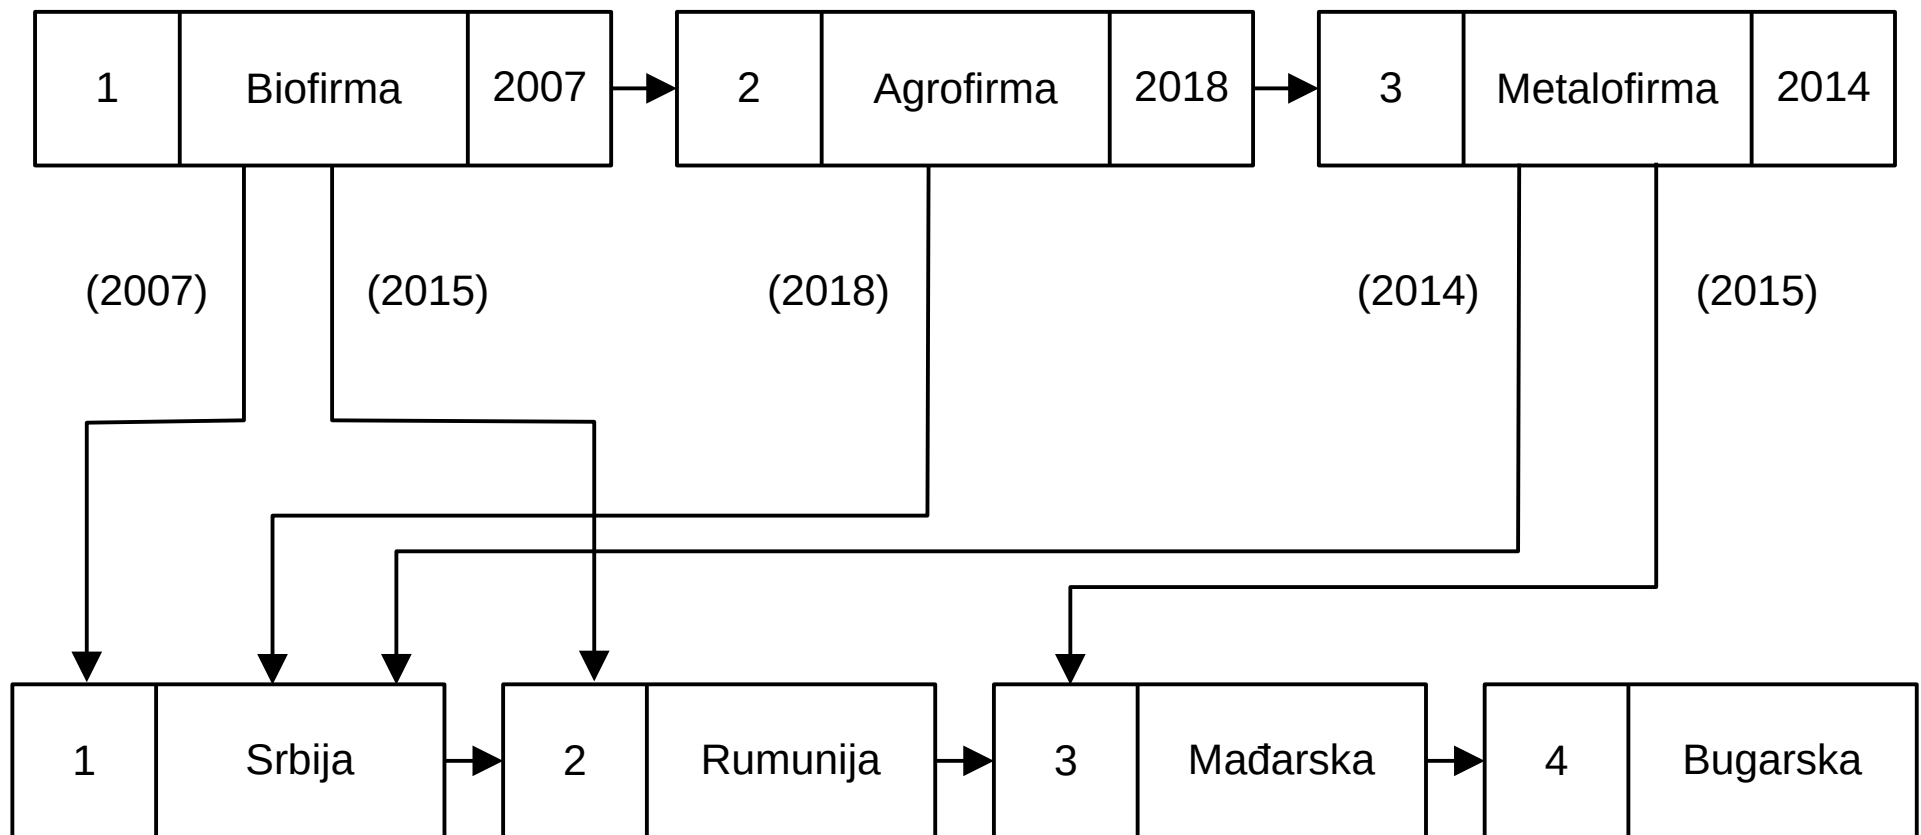 1 Biofirma 2007 2 Agrofirma 2018 3 Metalofirma 2014
(2007) (2015) (2018) (2014) (2015)
1 Srbija 2 Rumunija 3 Mađarska 4 Bugarska